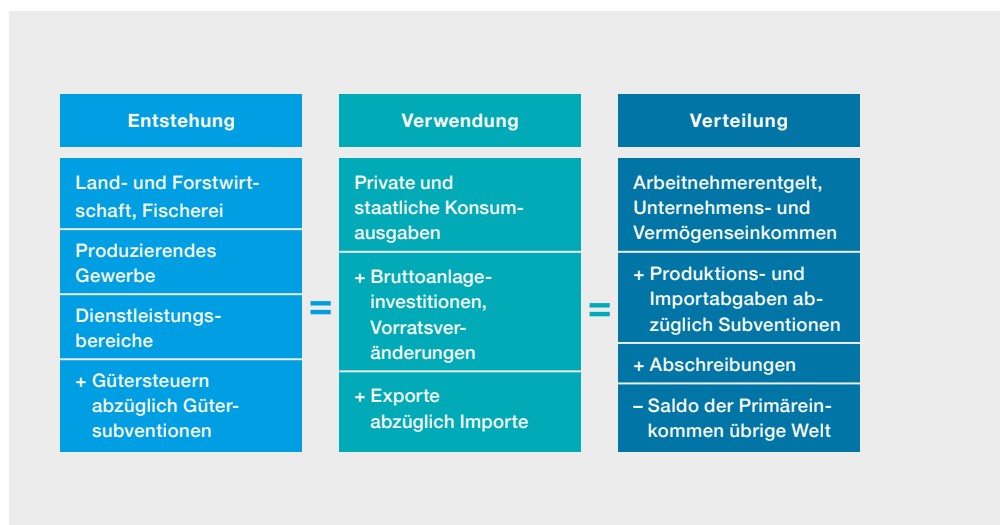 Entstehung
Land- und Forstwirt-
schaft, Fischerei
Produzierendes
Gewerbe
Dienstleistungs-
bereiche
+ Gütersteuern
abzüglich Güter-
subventionen
=
Verwendung
Private und
staatliche Konsum-
ausgaben
+ Bruttoanlage-
investitionen,
Vorratsver-
änderungen
+ Exporte
abzüglich Importe
=
Verteilung
Arbeitnehmerentgelt,
Unternehmens- und
Vermögenseinkommen
+ Produktions- und
Importabgaben ab-
züglich Subventionen
+ Abschreibungen
– Saldo der Primärein-
kommen übrige Welt